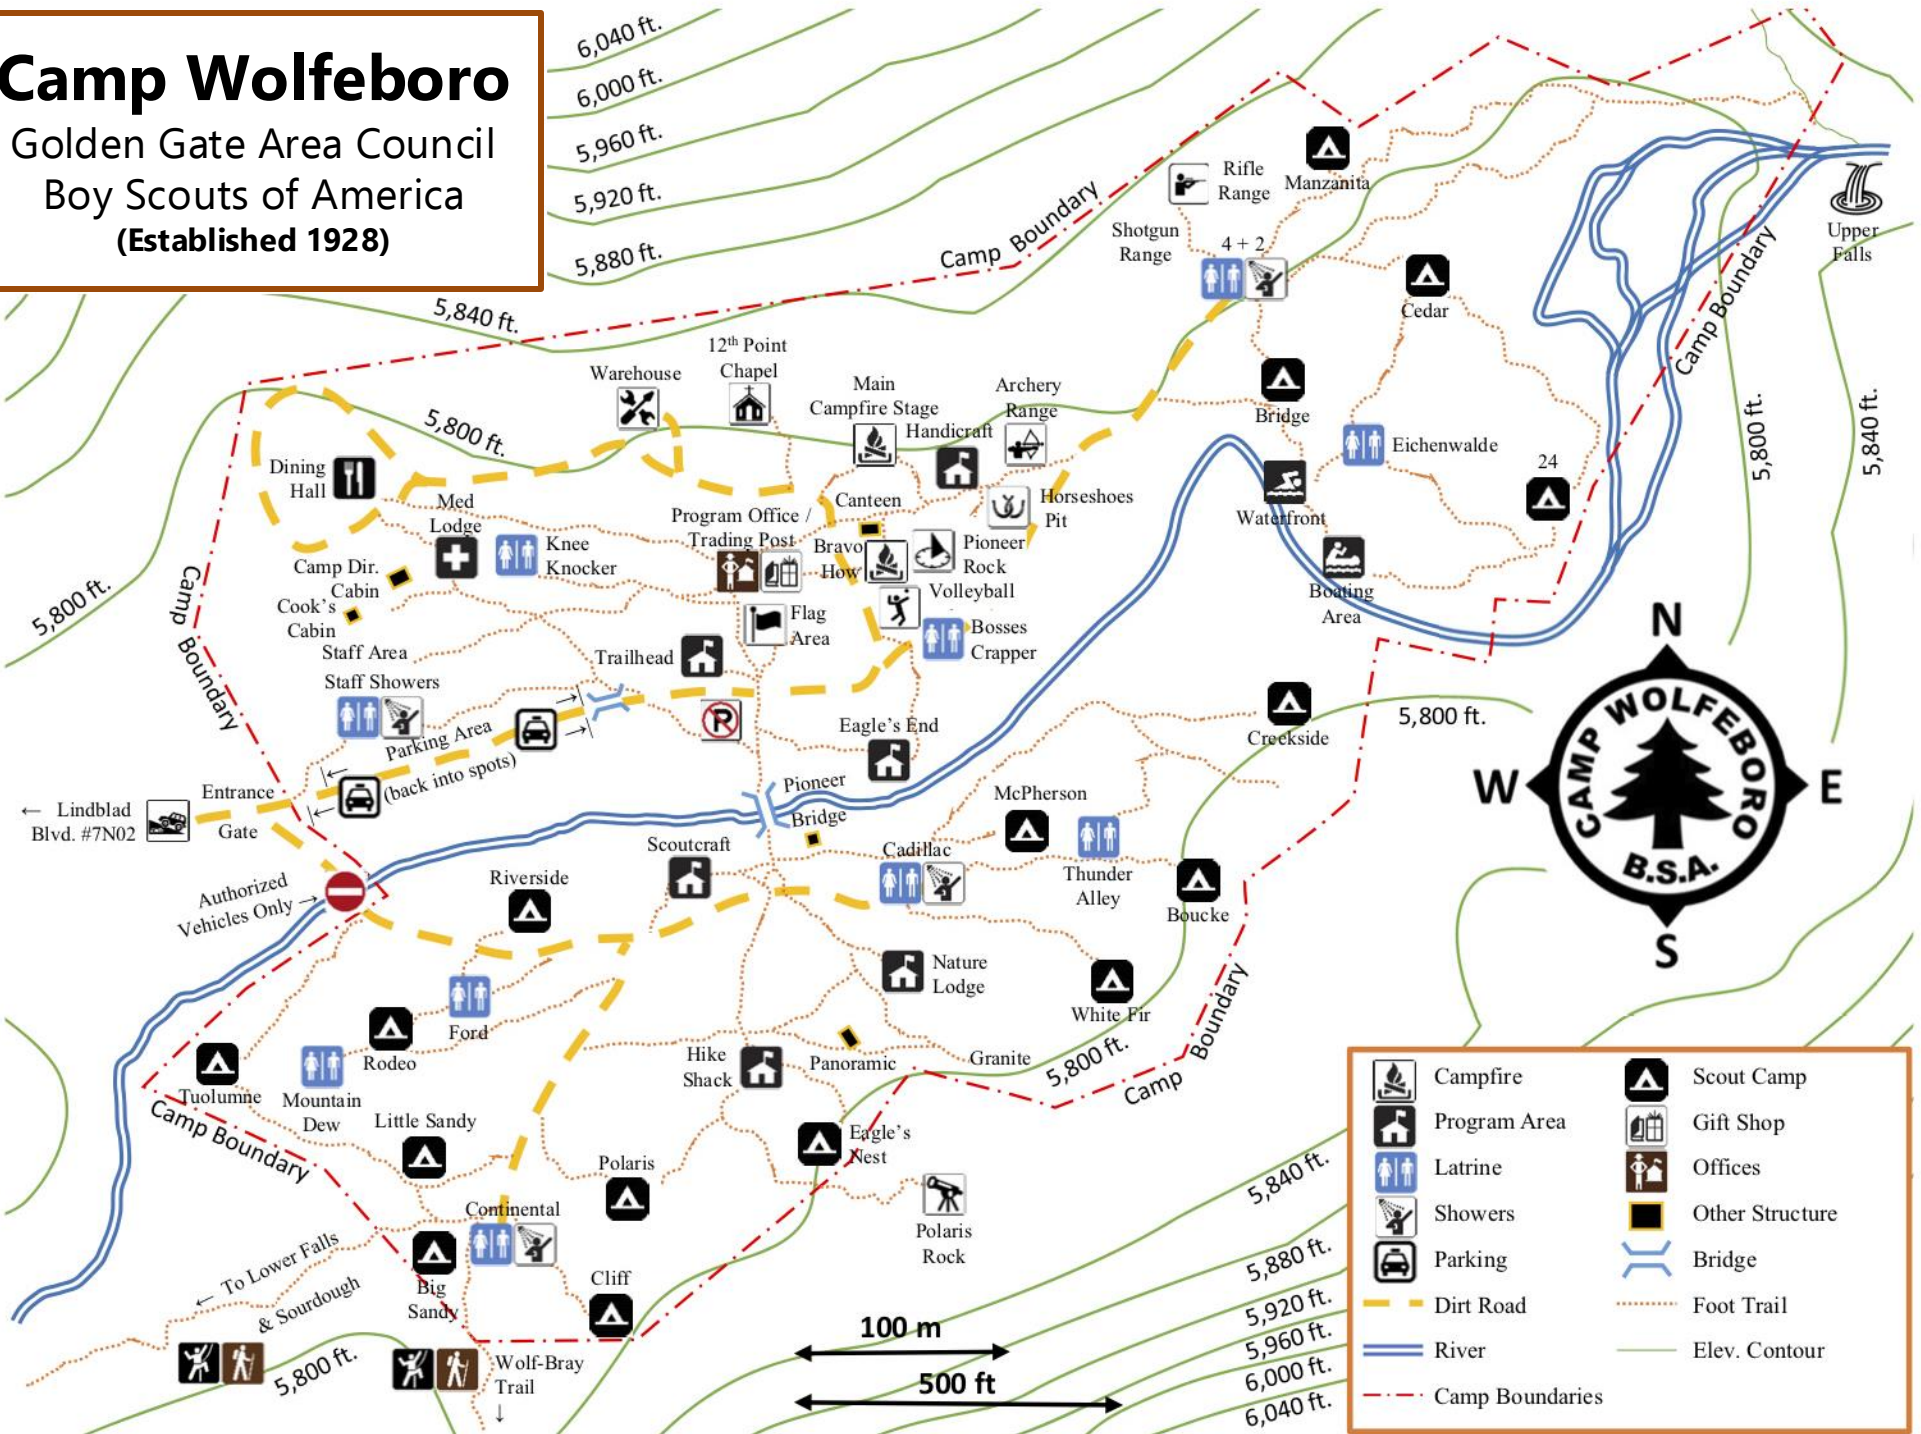 Camp Wolfeboro
Golden Gate Area Council
Boy Scouts of America
(Established 1928)
6,040 ft.
6,000 ft.
5,960 ft.
5,920 ft.
5,880 ft.
5,840 ft.
5,800 ft.
5,800 ft.
Camp Boundary
Rifle
Range
Manzanita
Shotgun
Range
4 + 2
Upper
Falls
Cedar
Camp Boundary
5,800 ft.
5,840 ft.
Warehouse
12th Point
Chapel
Main
Campfire Stage
Handicraft
Archery
Range
Bridge
Eichenwalde
24
Dining
Hall
Med
Lodge
Canteen
Horseshoes
Pit
Waterfront
Program Office /
Trading Post
Knee
Knocker
Bravo
How
Pioneer
Rock
Camp Dir.
Cabin
Volleyball
Boating
Area
Cook's
Cabin
Flag
Area
Bosses
Crapper
Staff Area
Trailhead
Staff Showers
Camp Boundary
Parking Area
(back into spots)
Eagle's End
Creekside
5,800 ft.
Entrance
Gate
← Lindblad
Blvd. #7N02
Pioneer
Bridge
McPherson
Scoutcraft
Cadillac
Thunder
Alley
Boucke
Authorized
Vehicles Only →
Riverside
Nature
Lodge
White Fir
Ford
Rodeo
Hike
Shack
Panoramic
Granite
5,800 ft.
Camp Boundary
Tuolumne
Mountain
Dew
Camp Boundary
Little Sandy
Eagle's
Nest
Polaris
Continental
Polaris
Rock
Big
Sandy
Cliff
← To Lower Falls
& Sourdough
5,800 ft.
Wolf-Bray
Trail
↓
100 m
500 ft
5,840 ft.
5,880 ft.
5,920 ft.
5,960 ft.
6,000 ft.
6,040 ft.
N
W
E
S
CAMP WOLFEBORO
B.S.A.
Campfire
Scout Camp
Program Area
Gift Shop
Latrine
Offices
Showers
Other Structure
Parking
Bridge
Dirt Road
Foot Trail
River
Elev. Contour
Camp Boundaries